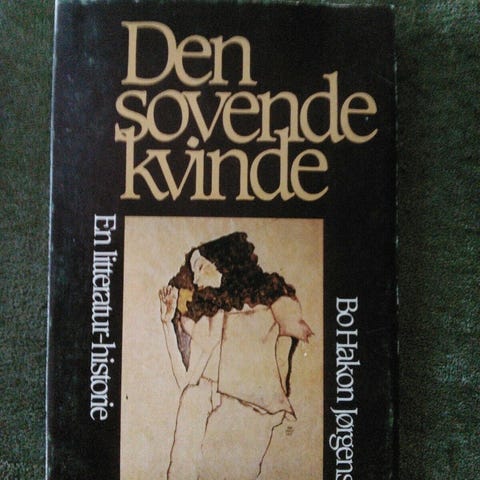 Den
sovende
kvinde
En litteratur-historie
Bo Hakon Jørgens